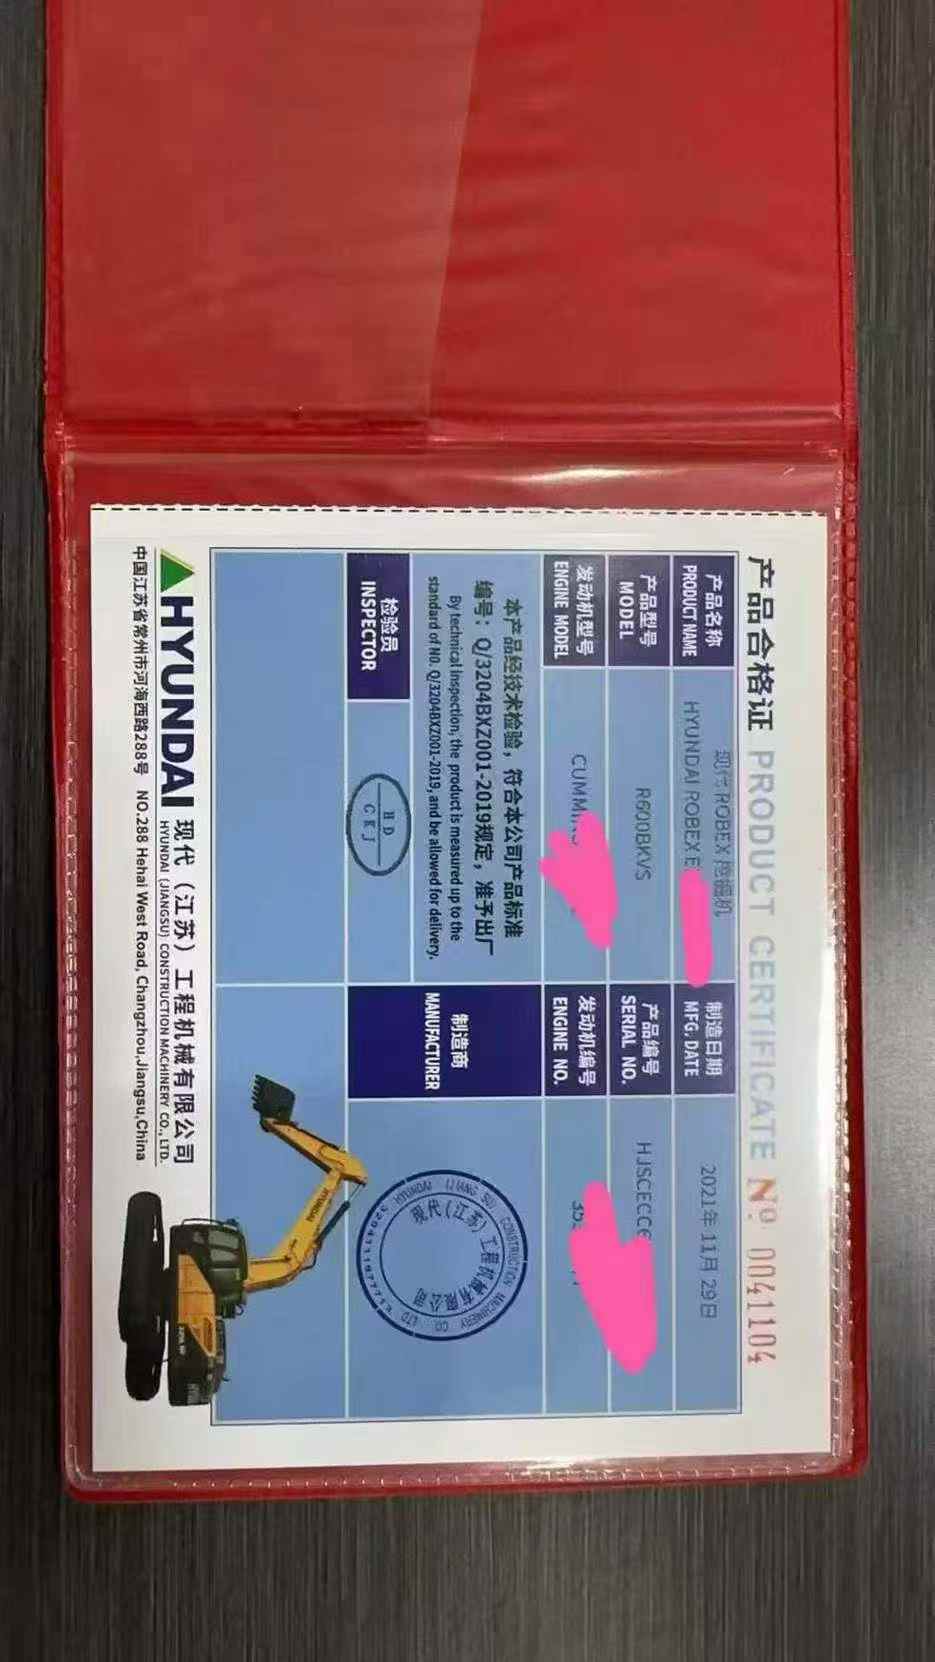 产品合格证 PRODUCT CERTIFICATE No 0041104
产品名称
PRODUCT NAME
现代 ROBEX 挖掘机
HYUNDAI ROBEX E
制造日期
MFG. DATE
2021年 11月 29日
产品型号
MODEL
R600BKVS
产品编号
SERIAL NO.
HJSCECC6
发动机型号
ENGINE MODEL
CUMMINS
发动机编号
ENGINE NO.
本产品经技术检验，符合本公司产品标准
编号：Q/3204BXZ001-2019规定，准予出厂
By technical inspection, the product is measured up to the
standard of NO. Q/3204BXZ001-2019, and be allowed for delivery.
制造商
MANUFACTURER
现代（江苏）工程机械有限公司
检验员
INSPECTOR
HD
CKJ
HYUNDAI 现代（江苏）工程机械有限公司
HYUNDAI (JIANGSU) CONSTRUCTION MACHINERY CO., LTD.
中国江苏省常州市河海西路288号 NO.288 Hehai West Road, Changzhou,Jiangsu,China
HYUNDAI